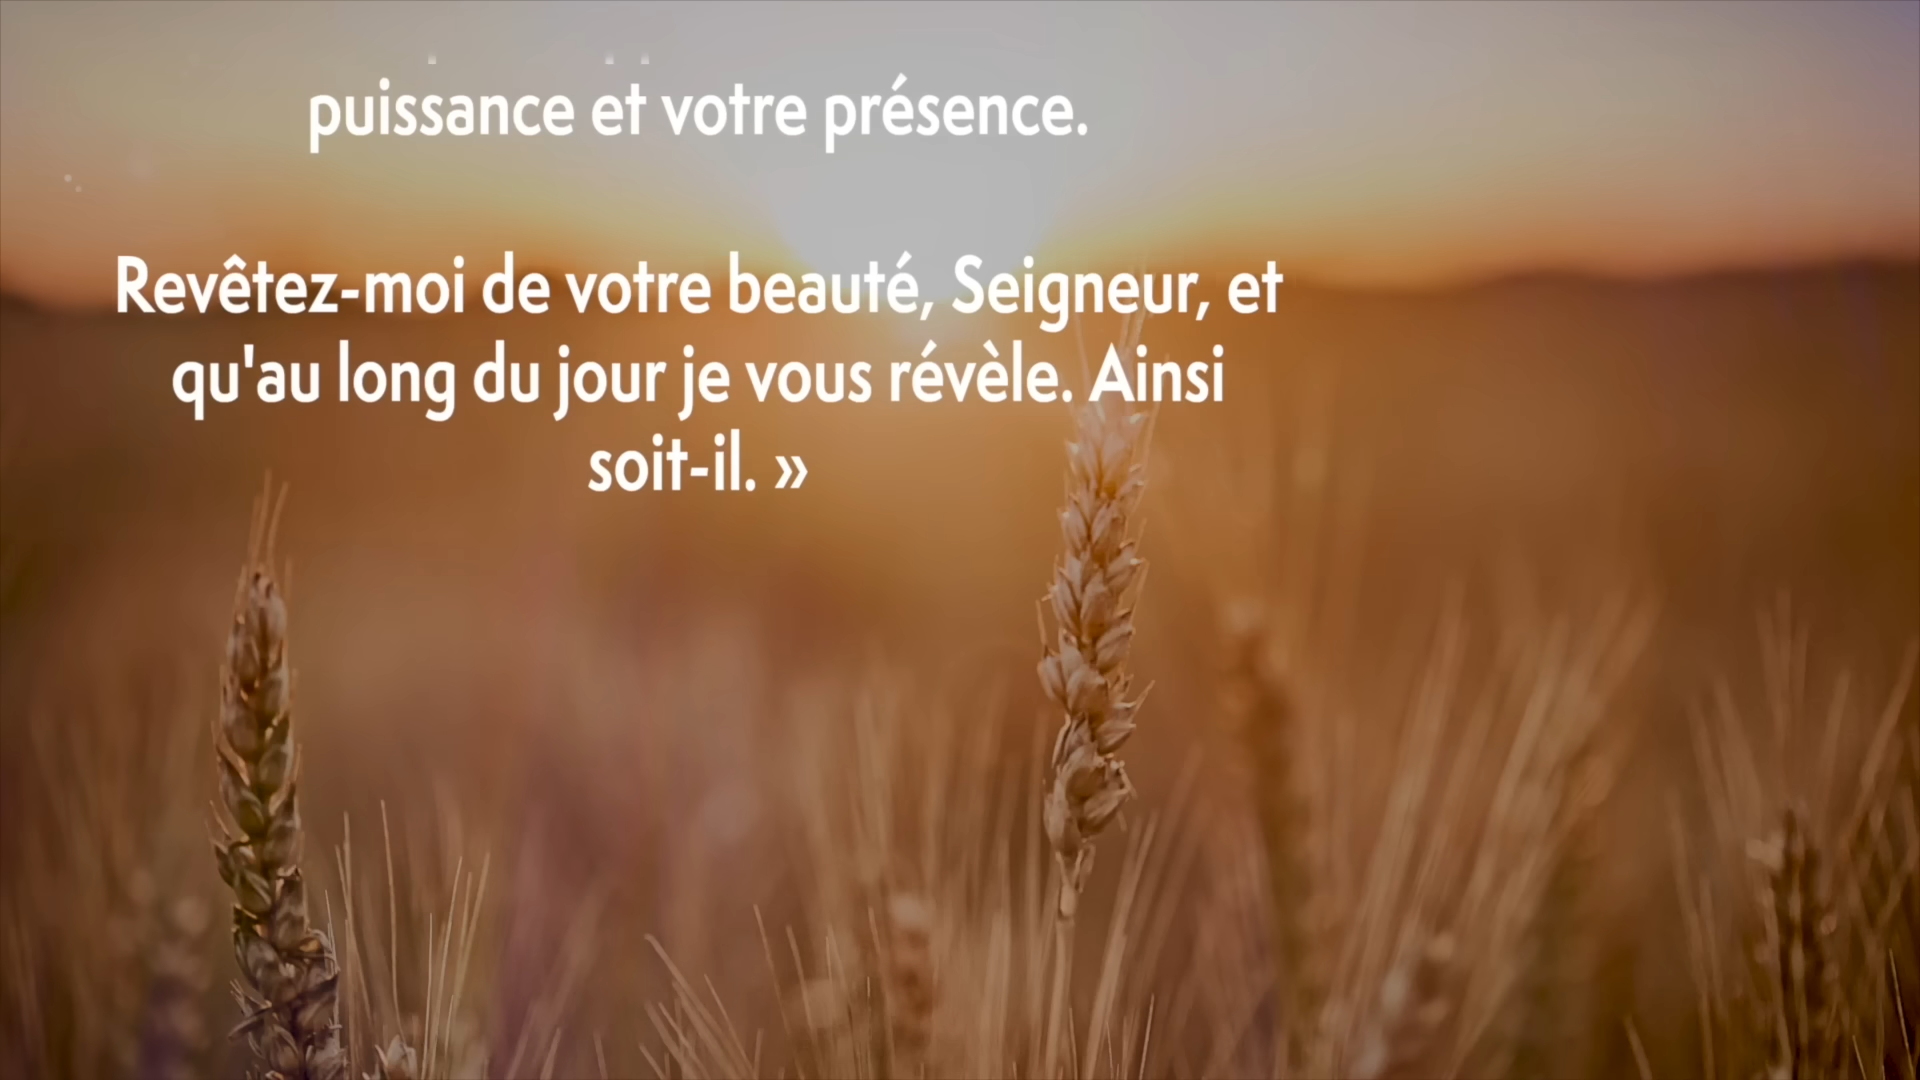 puissance et votre présence.
Revêtez-moi de votre beauté, Seigneur, et
qu'au long du jour je vous révèle. Ainsi
soit-il. »